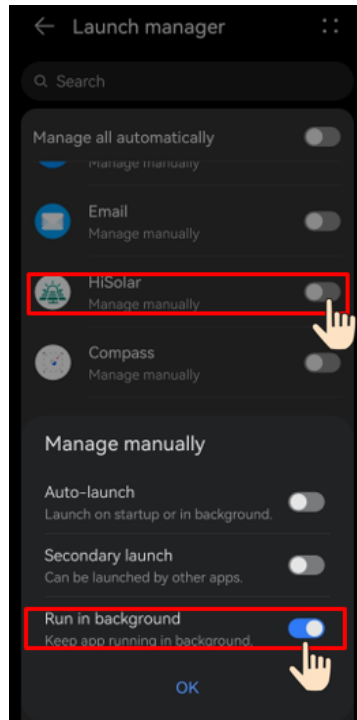 Launch manager
Search
Manage all automatically
Manage manually
Email
Manage manually
HiSolar
Manage manually
Compass
Manage manually
Manage manually
Auto-launch
Launch on startup or in background.
Secondary launch
Can be launched by other apps.
Run in background
Keep app running in background.
OK